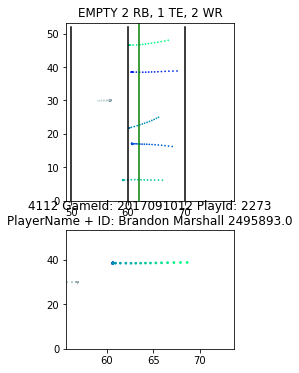 EMPTY 2 RB, 1 TE, 2 WR
50
40
30
20
10
0
50 60 70
4112 GameId: 2017091012 PlayId: 2273
PlayerName + ID: Brandon Marshall 2495893.0
40
20
0
60 65 70